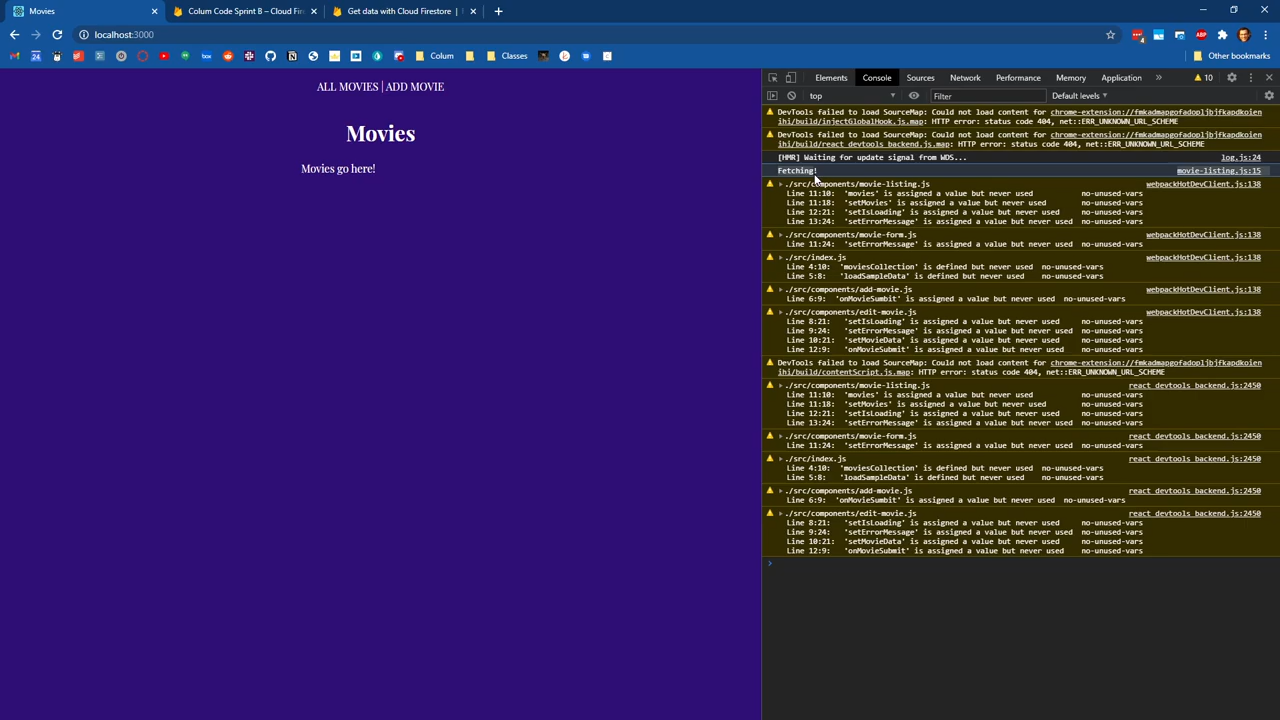 Movies
Colum Code Sprint B – Cloud Fire
Get data with Cloud Firestore |
localhost:3000
Colum
Classes
Other bookmarks
ALL MOVIES | ADD MOVIE
Movies
Movies go here!
Elements
Console
Sources
Network
Performance
Memory
Application
10
top
Filter
Default levels
DevTools failed to load SourceMap: Could not load content for chrome-extension://fmkadmapgofadopljbjfkapdkoien
ihi/build/injectGlobalHook.js.map: HTTP error: status code 404, net::ERR_UNKNOWN_URL_SCHEME
DevTools failed to load SourceMap: Could not load content for chrome-extension://fmkadmapgofadopljbjfkapdkoien
ihi/build/react_devtools_backend.js.map: HTTP error: status code 404, net::ERR_UNKNOWN_URL_SCHEME
[HMR] Waiting for update signal from WDS... log.js:24
Fetching! movie-listing.js:15
./src/components/movie-listing.js webpackHotDevClient.js:138
Line 11:10: 'movies' is assigned a value but never used no-unused-vars
Line 11:18: 'setMovies' is assigned a value but never used no-unused-vars
Line 12:21: 'setIsLoading' is assigned a value but never used no-unused-vars
Line 13:24: 'setErrorMessage' is assigned a value but never used no-unused-vars
./src/components/movie-form.js webpackHotDevClient.js:138
Line 11:24: 'setErrorMessage' is assigned a value but never used no-unused-vars
./src/index.js webpackHotDevClient.js:138
Line 4:10: 'moviesCollection' is defined but never used no-unused-vars
Line 5:8: 'loadSampleData' is defined but never used no-unused-vars
./src/components/add-movie.js webpackHotDevClient.js:138
Line 6:9: 'onMovieSumbit' is assigned a value but never used no-unused-vars
./src/components/edit-movie.js webpackHotDevClient.js:138
Line 8:21: 'setIsLoading' is assigned a value but never used no-unused-vars
Line 9:24: 'setErrorMessage' is assigned a value but never used no-unused-vars
Line 10:21: 'setMovieData' is assigned a value but never used no-unused-vars
Line 12:9: 'onMovieSubmit' is assigned a value but never used no-unused-vars
DevTools failed to load SourceMap: Could not load content for chrome-extension://fmkadmapgofadopljbjfkapdkoien
ihi/build/contentScript.js.map: HTTP error: status code 404, net::ERR_UNKNOWN_URL_SCHEME
./src/components/movie-listing.js react_devtools_backend.js:2450
Line 11:10: 'movies' is assigned a value but never used no-unused-vars
Line 11:18: 'setMovies' is assigned a value but never used no-unused-vars
Line 12:21: 'setIsLoading' is assigned a value but never used no-unused-vars
Line 13:24: 'setErrorMessage' is assigned a value but never used no-unused-vars
./src/components/movie-form.js react_devtools_backend.js:2450
Line 11:24: 'setErrorMessage' is assigned a value but never used no-unused-vars
./src/index.js react_devtools_backend.js:2450
Line 4:10: 'moviesCollection' is defined but never used no-unused-vars
Line 5:8: 'loadSampleData' is defined but never used no-unused-vars
./src/components/add-movie.js react_devtools_backend.js:2450
Line 6:9: 'onMovieSumbit' is assigned a value but never used no-unused-vars
./src/components/edit-movie.js react_devtools_backend.js:2450
Line 8:21: 'setIsLoading' is assigned a value but never used no-unused-vars
Line 9:24: 'setErrorMessage' is assigned a value but never used no-unused-vars
Line 10:21: 'setMovieData' is assigned a value but never used no-unused-vars
Line 12:9: 'onMovieSubmit' is assigned a value but never used no-unused-vars